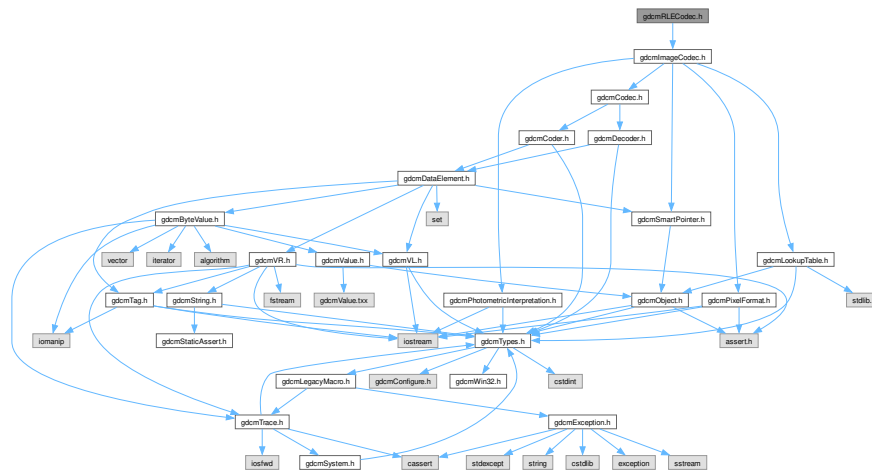 gdcmRLECodec.h
gdcmImageCodec.h
gdcmCodec.h
gdcmCoder.h
gdcmDecoder.h
gdcmDataElement.h
gdcmByteValue.h
set
gdcmSmartPointer.h
vector
iterator
algorithm
gdcmVR.h
gdcmValue.h
gdcmVL.h
gdcmLookupTable.h
gdcmTag.h
gdcmString.h
fstream
gdcmValue.txx
gdcmPhotometricInterpretation.h
gdcmObject.h
gdcmPixelFormat.h
stdlib.
iomanip
gdcmStaticAssert.h
iostream
gdcmTypes.h
assert.h
gdcmLegacyMacro.h
gdcmConfigure.h
gdcmWin32.h
cstdint
gdcmTrace.h
gdcmException.h
iosfwd
gdcmSystem.h
cassert
stdexcept
string
cstdlib
exception
sstream